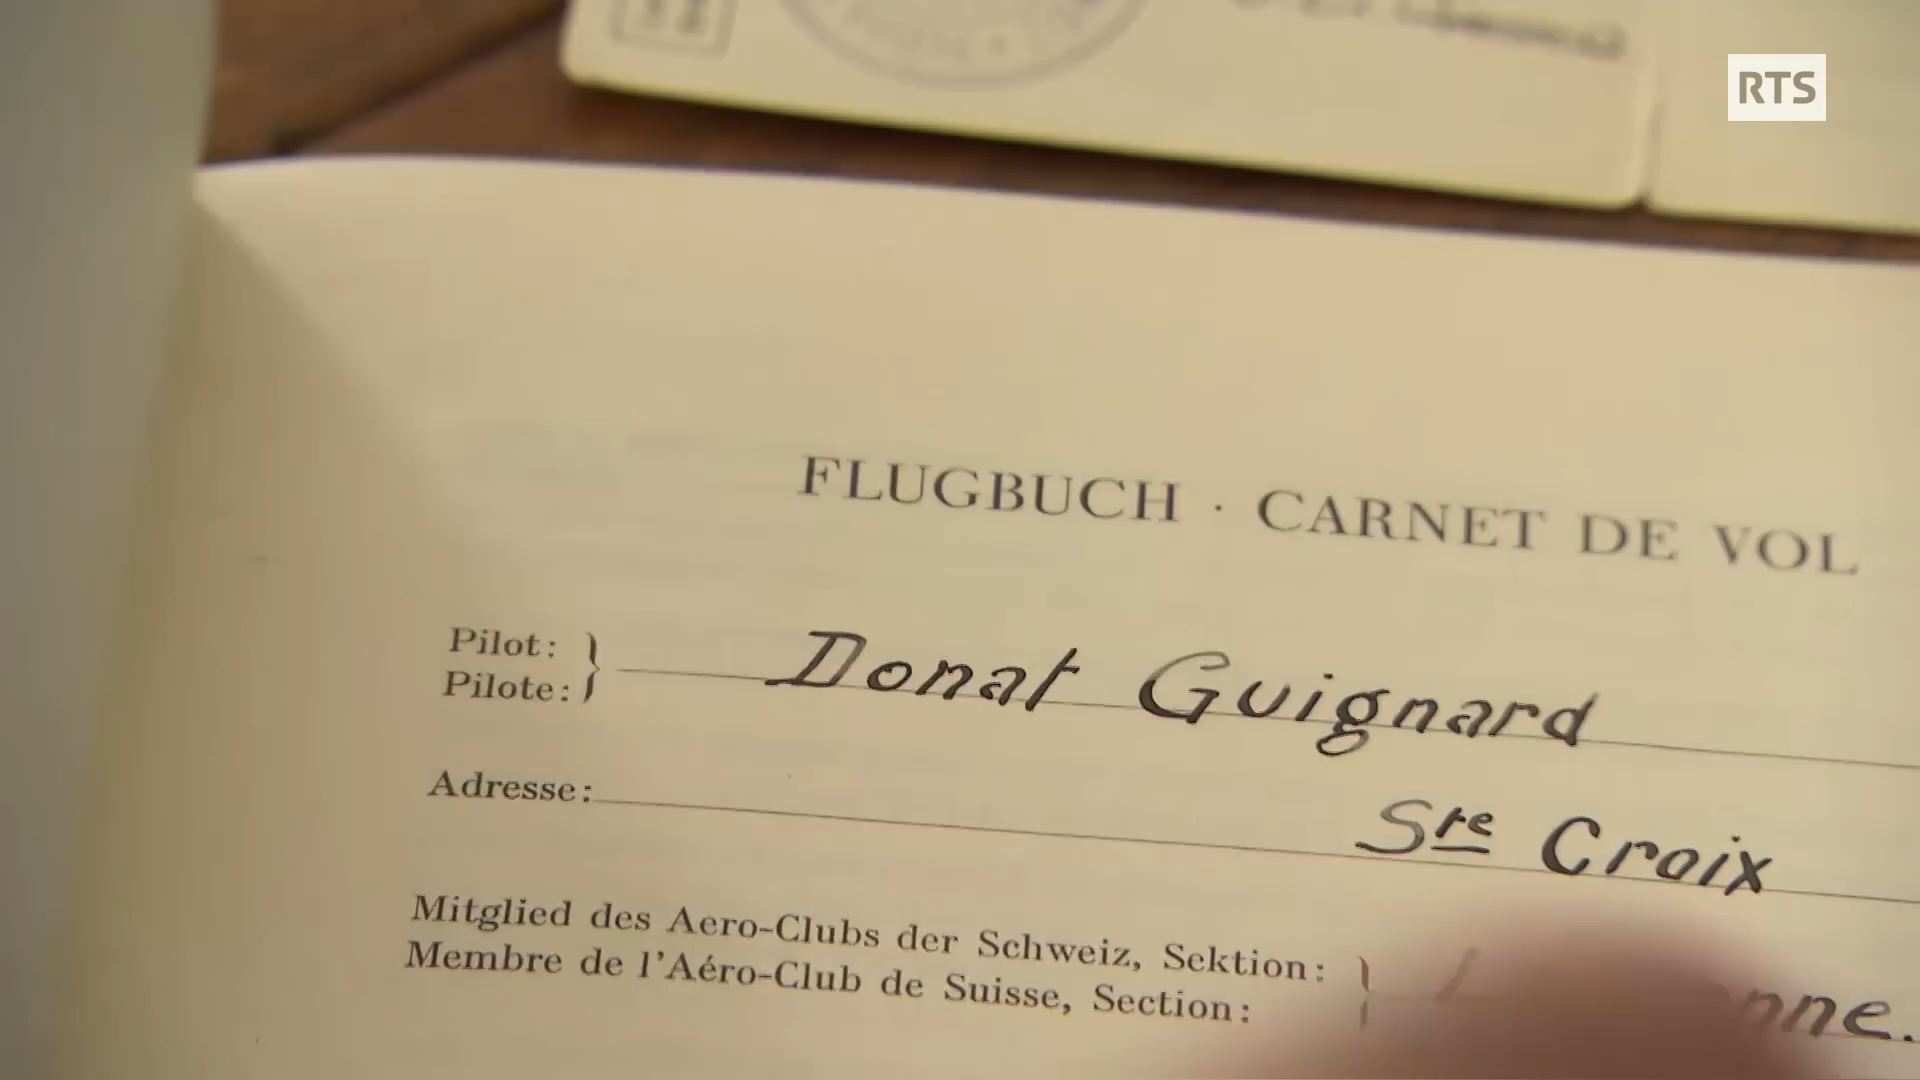 RTS
FLUGBUCH · CARNET DE VOL
Pilot:
Pilote:
Donat Guignard
Adresse:
Ste Croix
Mitglied des Aero-Clubs der Schweiz, Sektion:
Membre de l'Aéro-Club de Suisse, Section: